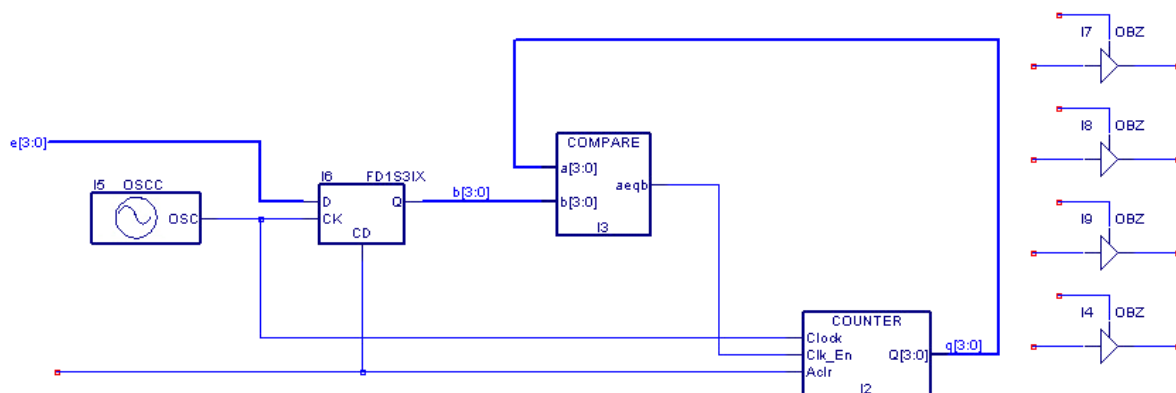 I7 OBZ
I8 OBZ
I9 OBZ
I4 OBZ
e[3:0]
I5 OSCC
OSC
I6 FD1S3IX
D Q
CK
CD
b[3:0]
COMPARE
a[3:0]
aeqb
b[3:0]
I3
COUNTER
Clock
Clk_En Q[3:0]
Aclr
I2
q[3:0]